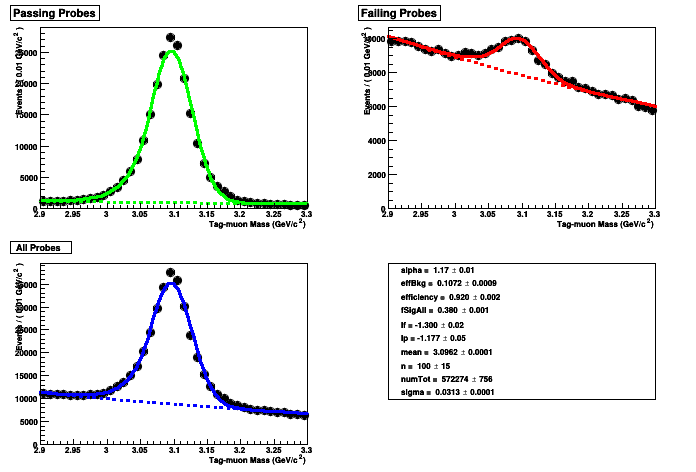 Passing Probes
Events / ( 0.01 GeV/c² )
25000
20000
15000
10000
5000
0
2.9 2.95 3 3.05 3.1 3.15 3.2 3.25 3.3
Tag-muon Mass (GeV/c²)
Failing Probes
Events / ( 0.01 GeV/c² )
10000
8000
6000
4000
2000
0
2.9 2.95 3 3.05 3.1 3.15 3.2 3.25 3.3
Tag-muon Mass (GeV/c²)
All Probes
Events / ( 0.01 GeV/c² )
35000
30000
25000
20000
15000
10000
5000
0
2.9 2.95 3 3.05 3.1 3.15 3.2 3.25 3.3
Tag-muon Mass (GeV/c²)
alpha = 1.17 ± 0.01
effBkg = 0.1072 ± 0.0009
efficiency = 0.920 ± 0.002
fSigAll = 0.380 ± 0.001
lf = -1.300 ± 0.02
lp = -1.177 ± 0.05
mean = 3.0962 ± 0.0001
n = 100 ± 15
numTot = 572274 ± 756
sigma = 0.0313 ± 0.0001